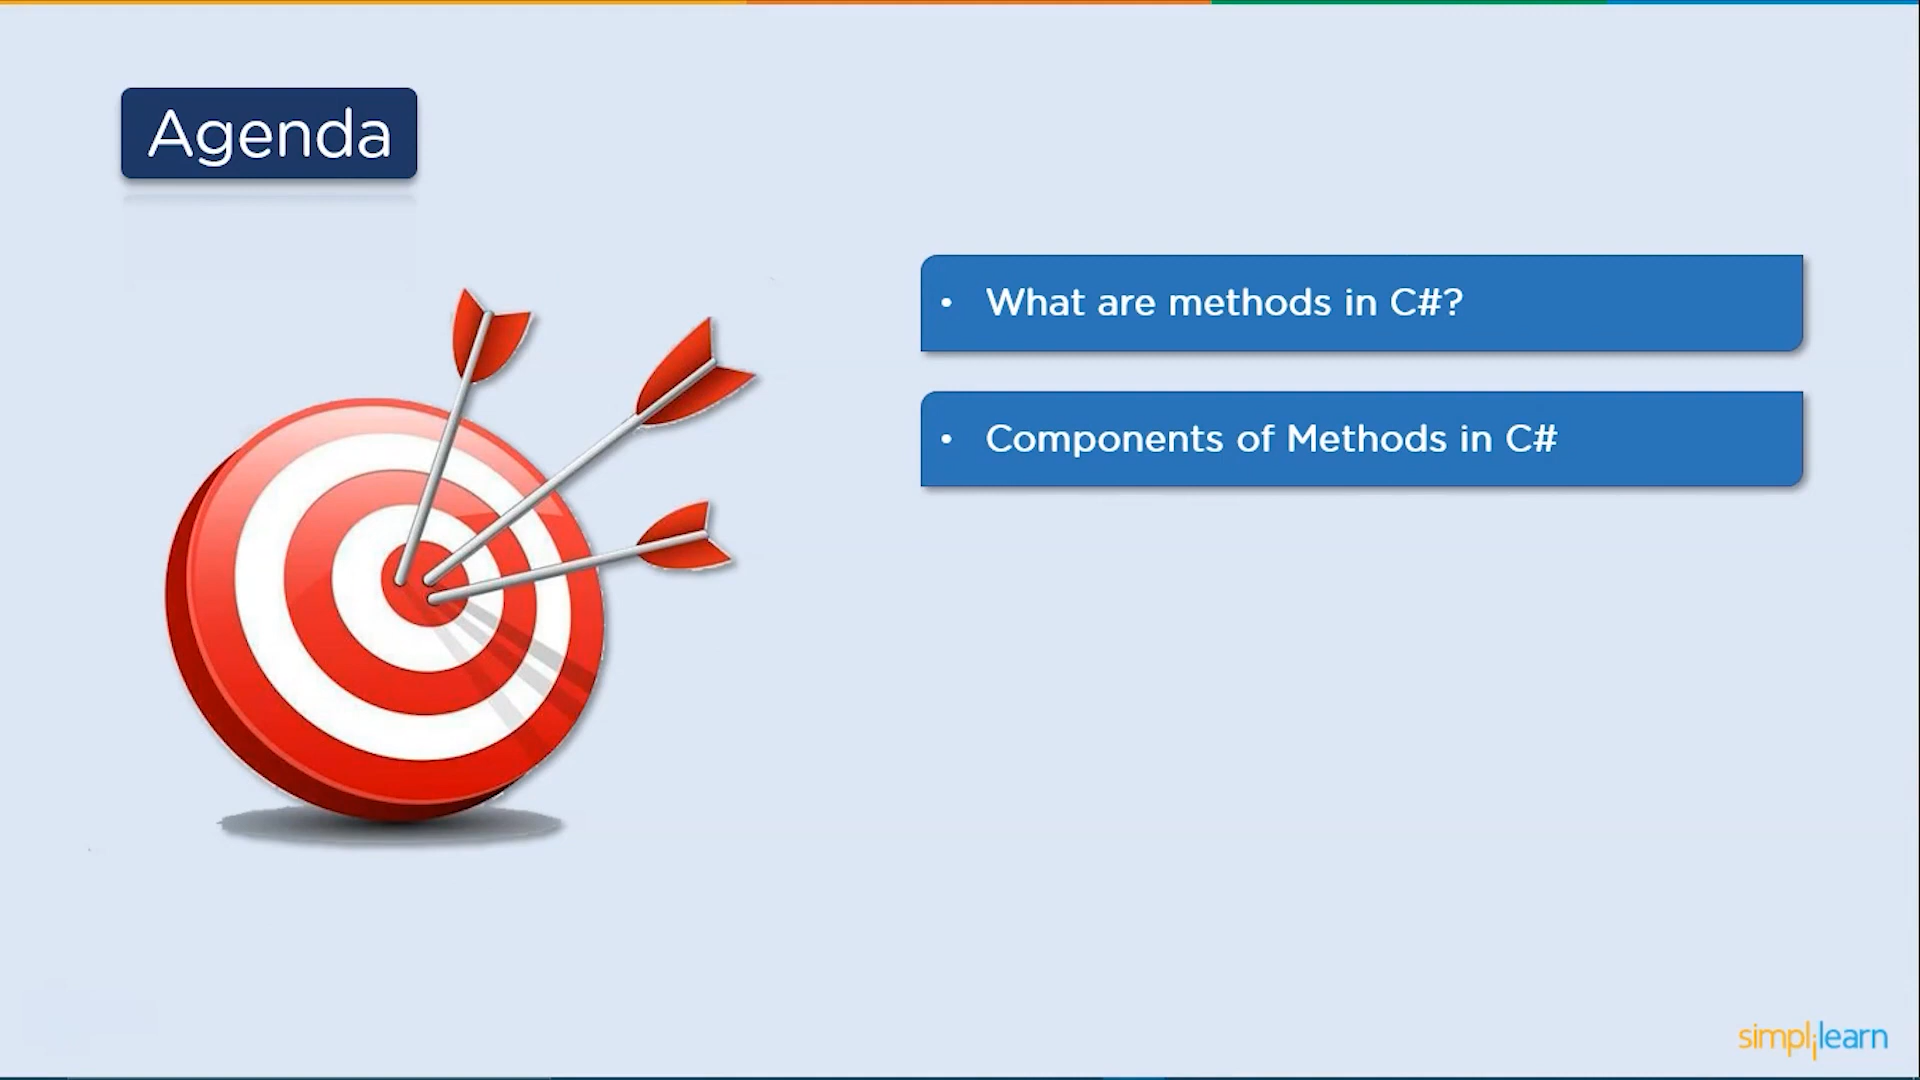 Agenda
• What are methods in C#?
• Components of Methods in C#
simplilearn